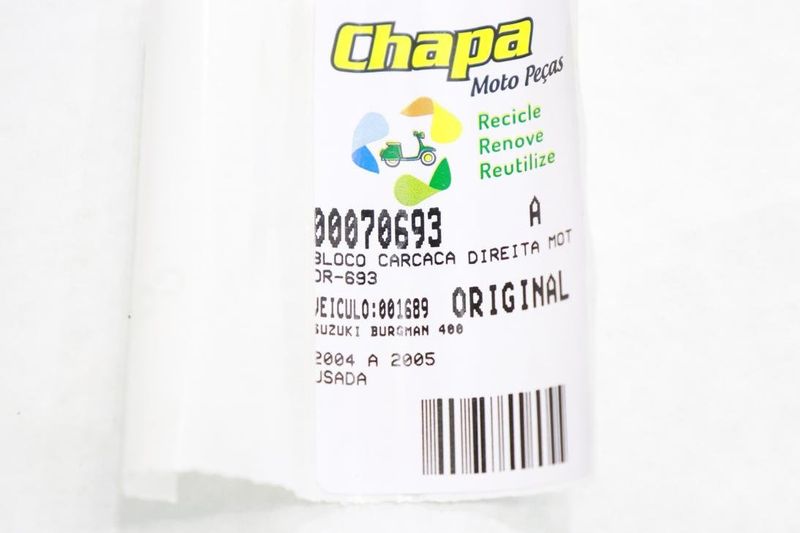 Chapa
Moto Peças
Recicle
Renove
Reutilize
00070693 A
BLOCO CARCACA DIREITA MOT
DR-693
VEICULO:001689 ORIGINAL
SUZUKI BURGMAN 400
2004 A 2005
USADA